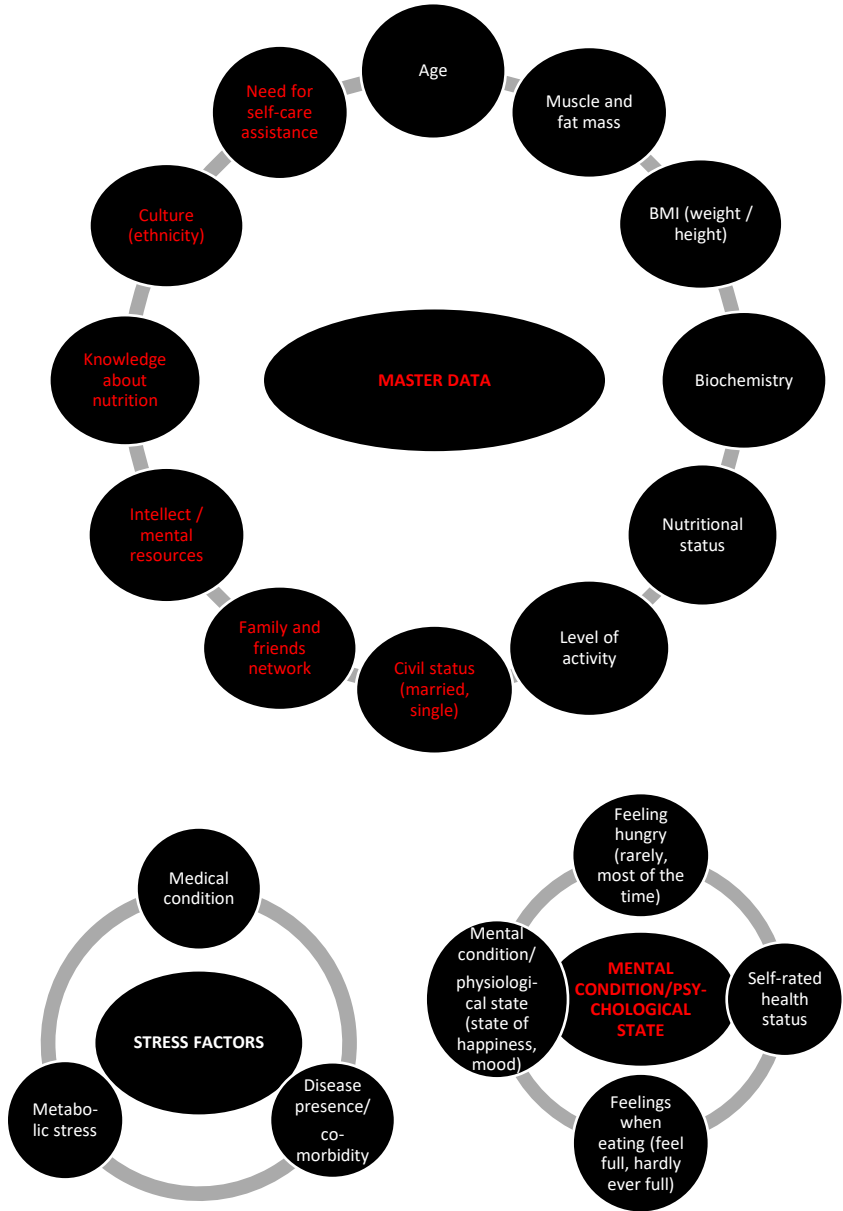 Age
Muscle and
fat mass
BMI (weight /
height)
Biochemistry
Nutritional
status
Level of
activity
Civil status
(married,
single)
Family and
friends
network
Intellect /
mental
resources
Knowledge
about
nutrition
Culture
(ethnicity)
Need for
self-care
assistance
MASTER DATA
Medical
condition
STRESS FACTORS
Disease
presence/
co-
morbidity
Metabo-
lic stress
Feeling
hungry
(rarely,
most of the
time)
Self-rated
health
status
Feelings
when
eating (feel
full, hardly
ever full)
Mental
condition/
physiologi-
cal state
(state of
happiness,
mood)
MENTAL
CONDITION/PSY-
CHOLOGICAL
STATE